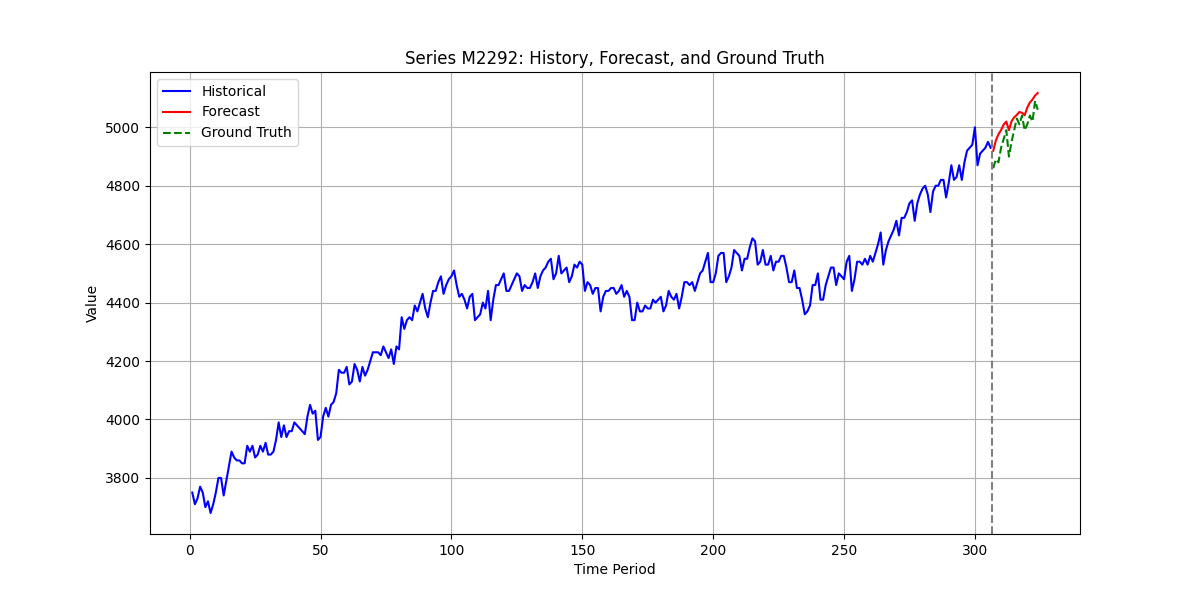 Series M2292: History, Forecast, and Ground Truth
Historical
Forecast
Ground Truth
Value
5000
4800
4600
4400
4200
4000
3800
0 50 100 150 200 250 300
Time Period